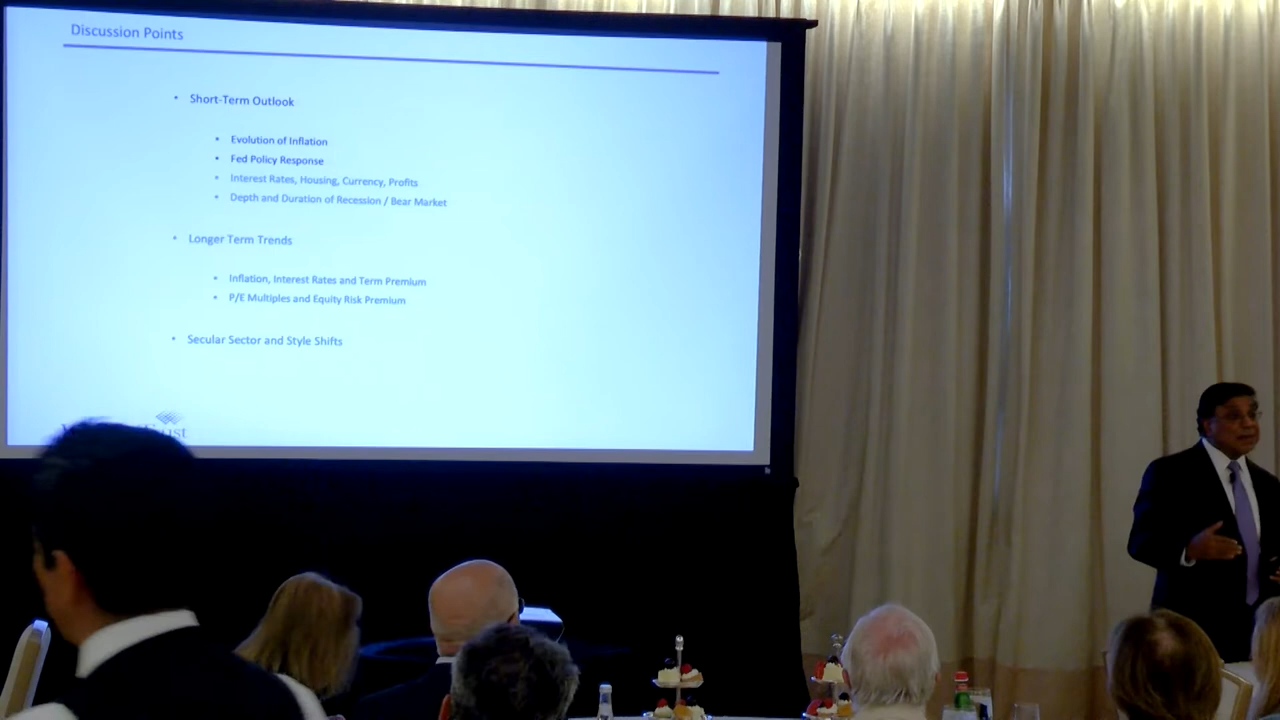 Discussion Points
• Short-Term Outlook
• Evolution of Inflation
• Fed Policy Response
• Interest Rates, Housing, Currency, Profits
• Depth and Duration of Recession / Bear Market
• Longer Term Trends
• Inflation, Interest Rates and Term Premium
• P/E Multiples and Equity Risk Premium
• Secular Sector and Style Shifts